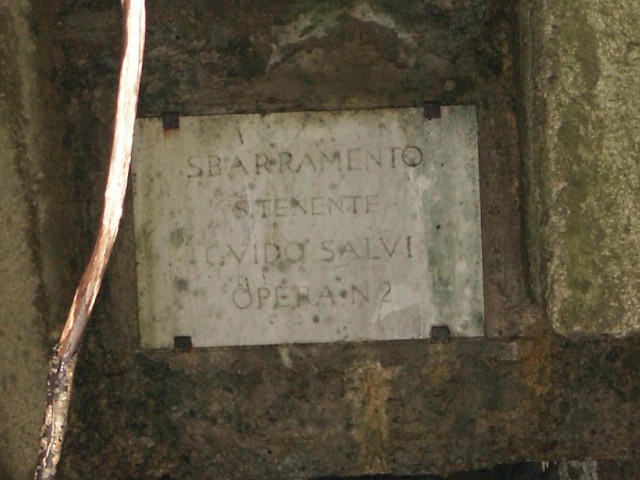 SBARRAMENTO
S.TENENTE
GVIDO SALVI
OPERA N 2